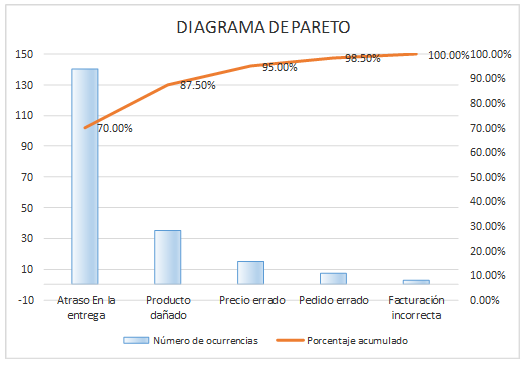 DIAGRAMA DE PARETO
150
130
110
90
70
50
30
10
-10
100.00%
90.00%
80.00%
70.00%
60.00%
50.00%
40.00%
30.00%
20.00%
10.00%
0.00%
70.00%
87.50%
95.00%
98.50%
100.00%
Atraso En la
entrega
Producto
dañado
Precio errado
Pedido errado
Facturación
incorrecta
Número de ocurrencias
Porcentaje acumulado